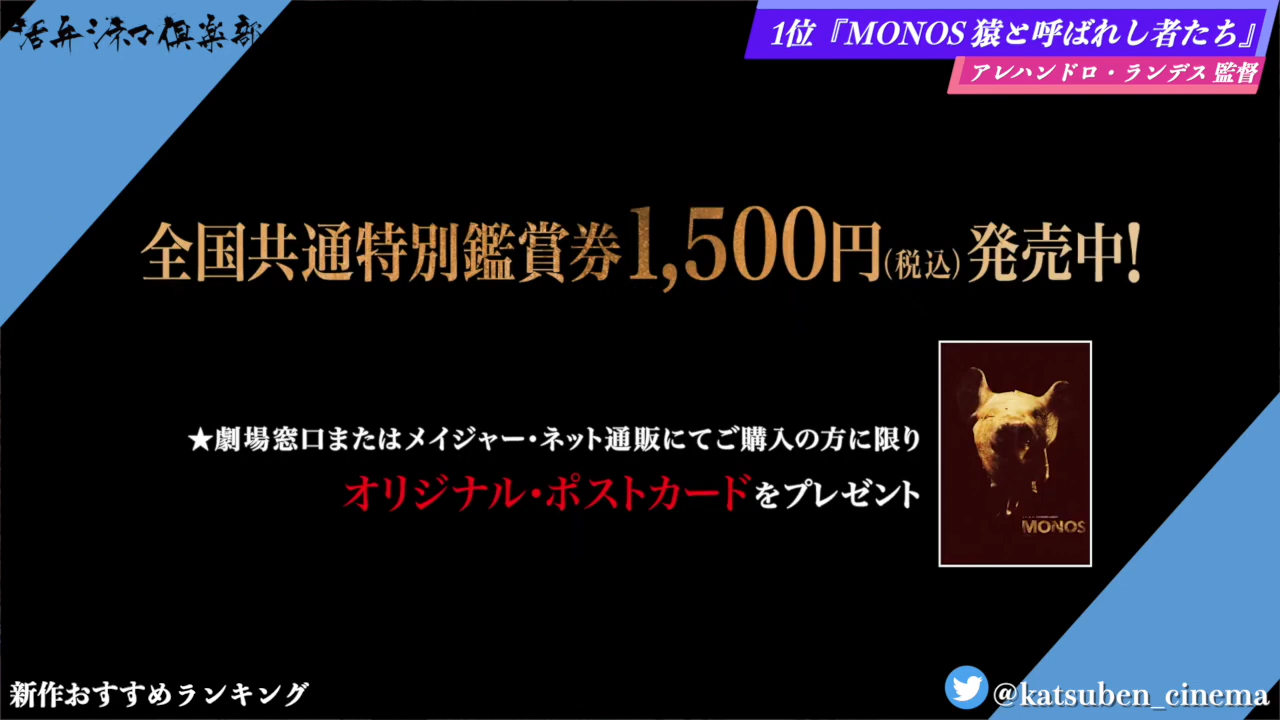 活弁シネマ倶楽部
1位『MONOS 猿と呼ばれし者たち』
アレハンドロ・ランデス 監督
全国共通特別鑑賞券1,500円(税込)発売中!
★劇場窓口またはメイジャー・ネット通販にてご購入の方に限り
オリジナル・ポストカードをプレゼント
MONOS
新作おすすめランキング
@katsuben_cinema